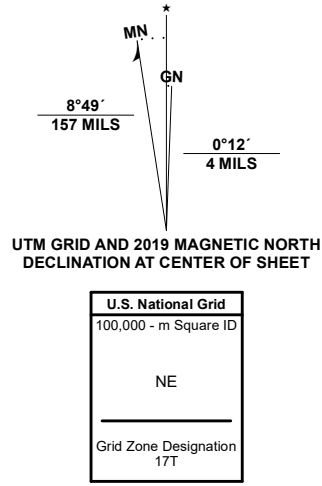 ★
MN
GN
8°49´
157 MILS
0°12´
4 MILS
UTM GRID AND 2019 MAGNETIC NORTH
DECLINATION AT CENTER OF SHEET
U.S. National Grid
100,000 - m Square ID
NE
Grid Zone Designation
17T